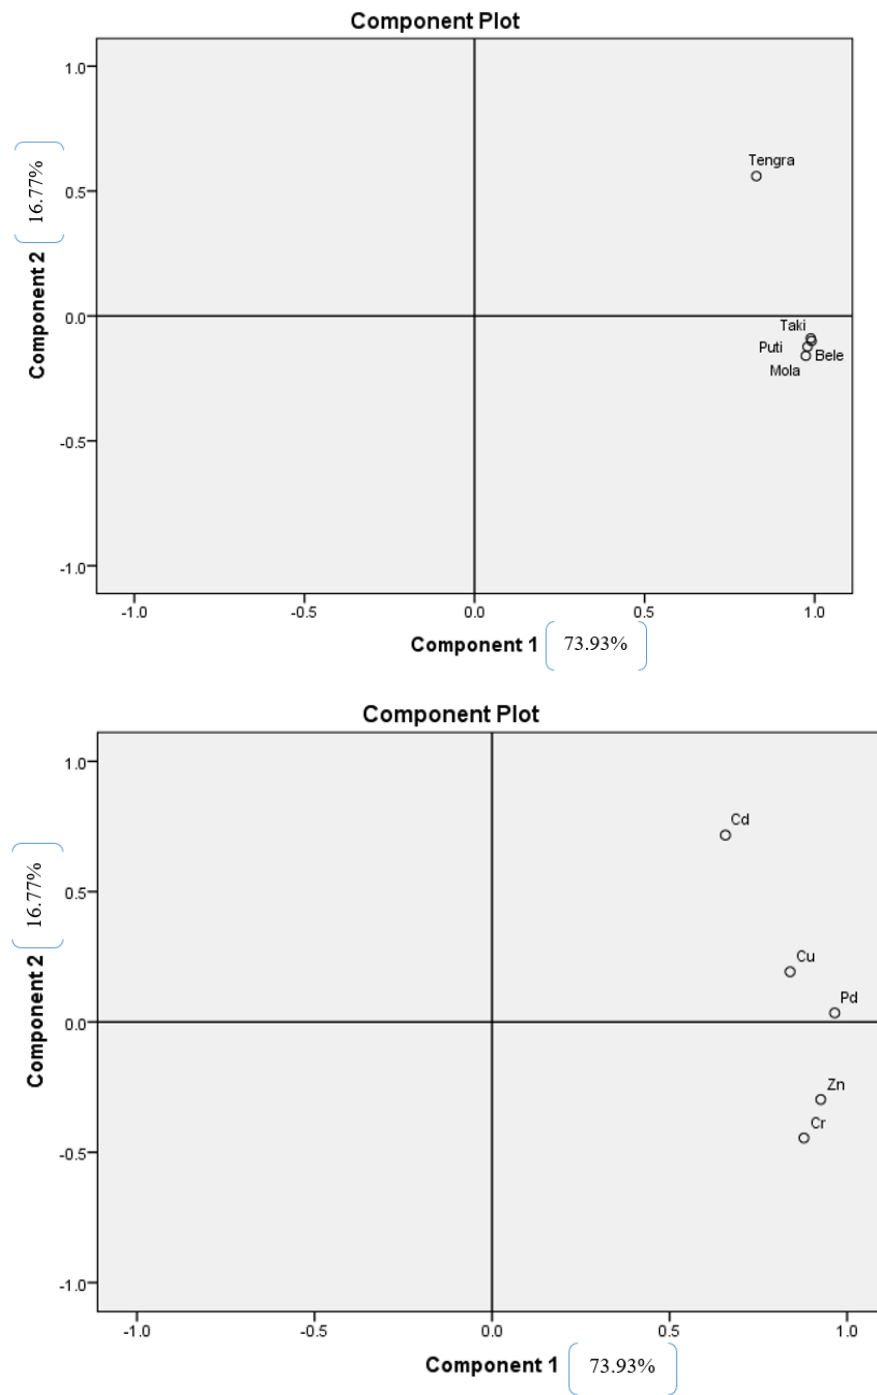 Component Plot
1.0
Tengra
0.5
16.77%
Component 2
0.0
Taki
Puti
Bele
Mola
-0.5
-1.0
-1.0 -0.5 0.0 0.5 1.0
Component 1 73.93%
Component Plot
1.0
Cd
0.5
16.77%
Cu
Component 2
Pd
0.0
Zn
Cr
-0.5
-1.0
-1.0 -0.5 0.0 0.5 1.0
Component 1 73.93%